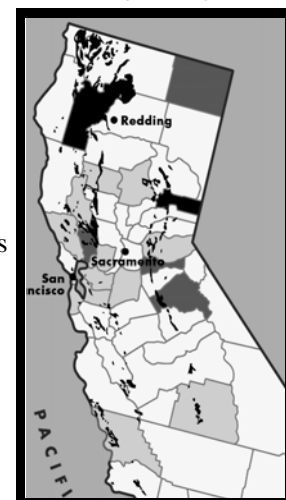 Redding
s
Sacramento
San
ncisco
PACIFI